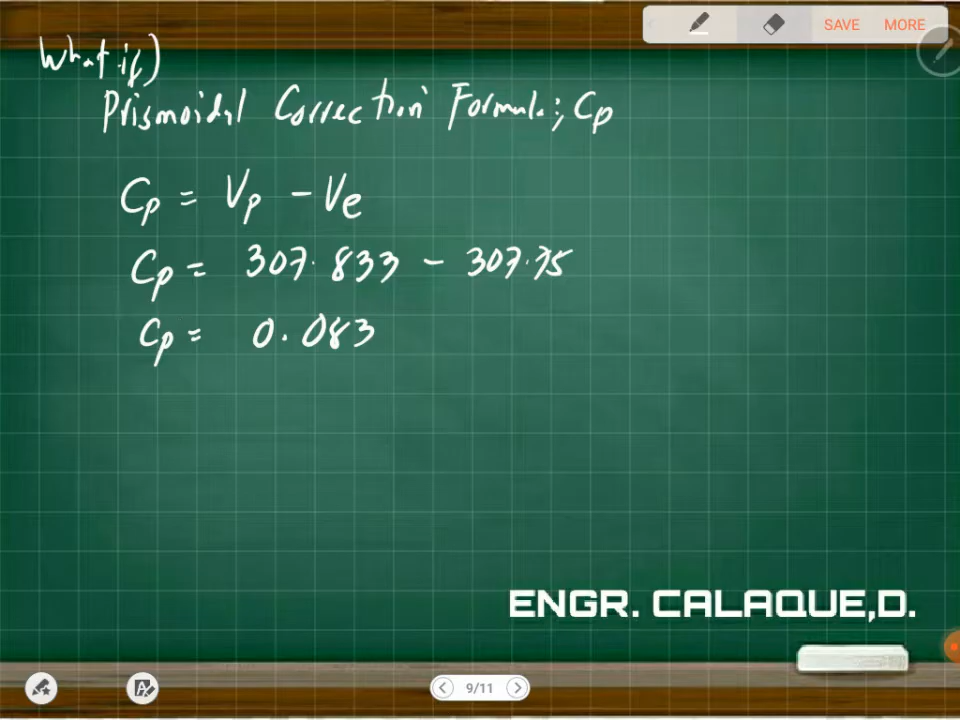 SAVE MORE
What if)
Prismoidal Correction Formula; Cp
Cp = Vp - Ve
Cp = 307.833 - 307.75
Cp = 0.083
ENGR. CALAQUE,D.
9/11